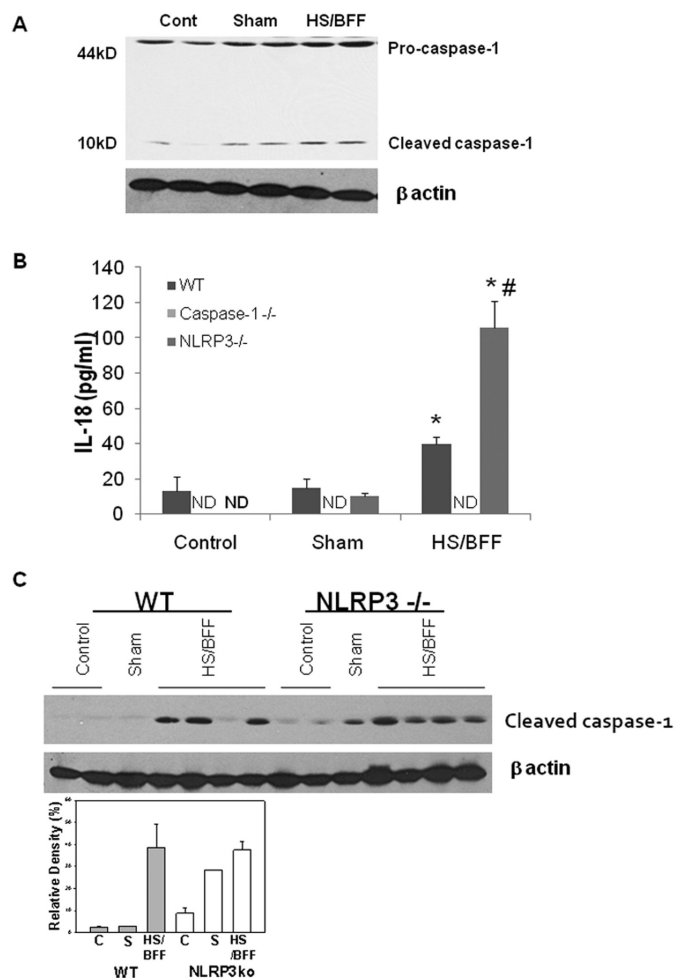 A
Cont Sham HS/BFF
44kD
Pro-caspase-1
10kD
Cleaved caspase-1
β actin
B
140
120
100
80
60
40
20
0
IL-18 (pg/ml)
WT
Caspase-1 -/-
NLRP3-/-
ND ND
ND
*
ND
* #
Control Sham HS/BFF
C
WT NLRP3 -/-
Control Sham HS/BFF Control Sham HS/BFF
Cleaved caspase-1
β actin
Relative Density (%)
C S HS/BFF C S HS/BFF
WT NLRP3ko